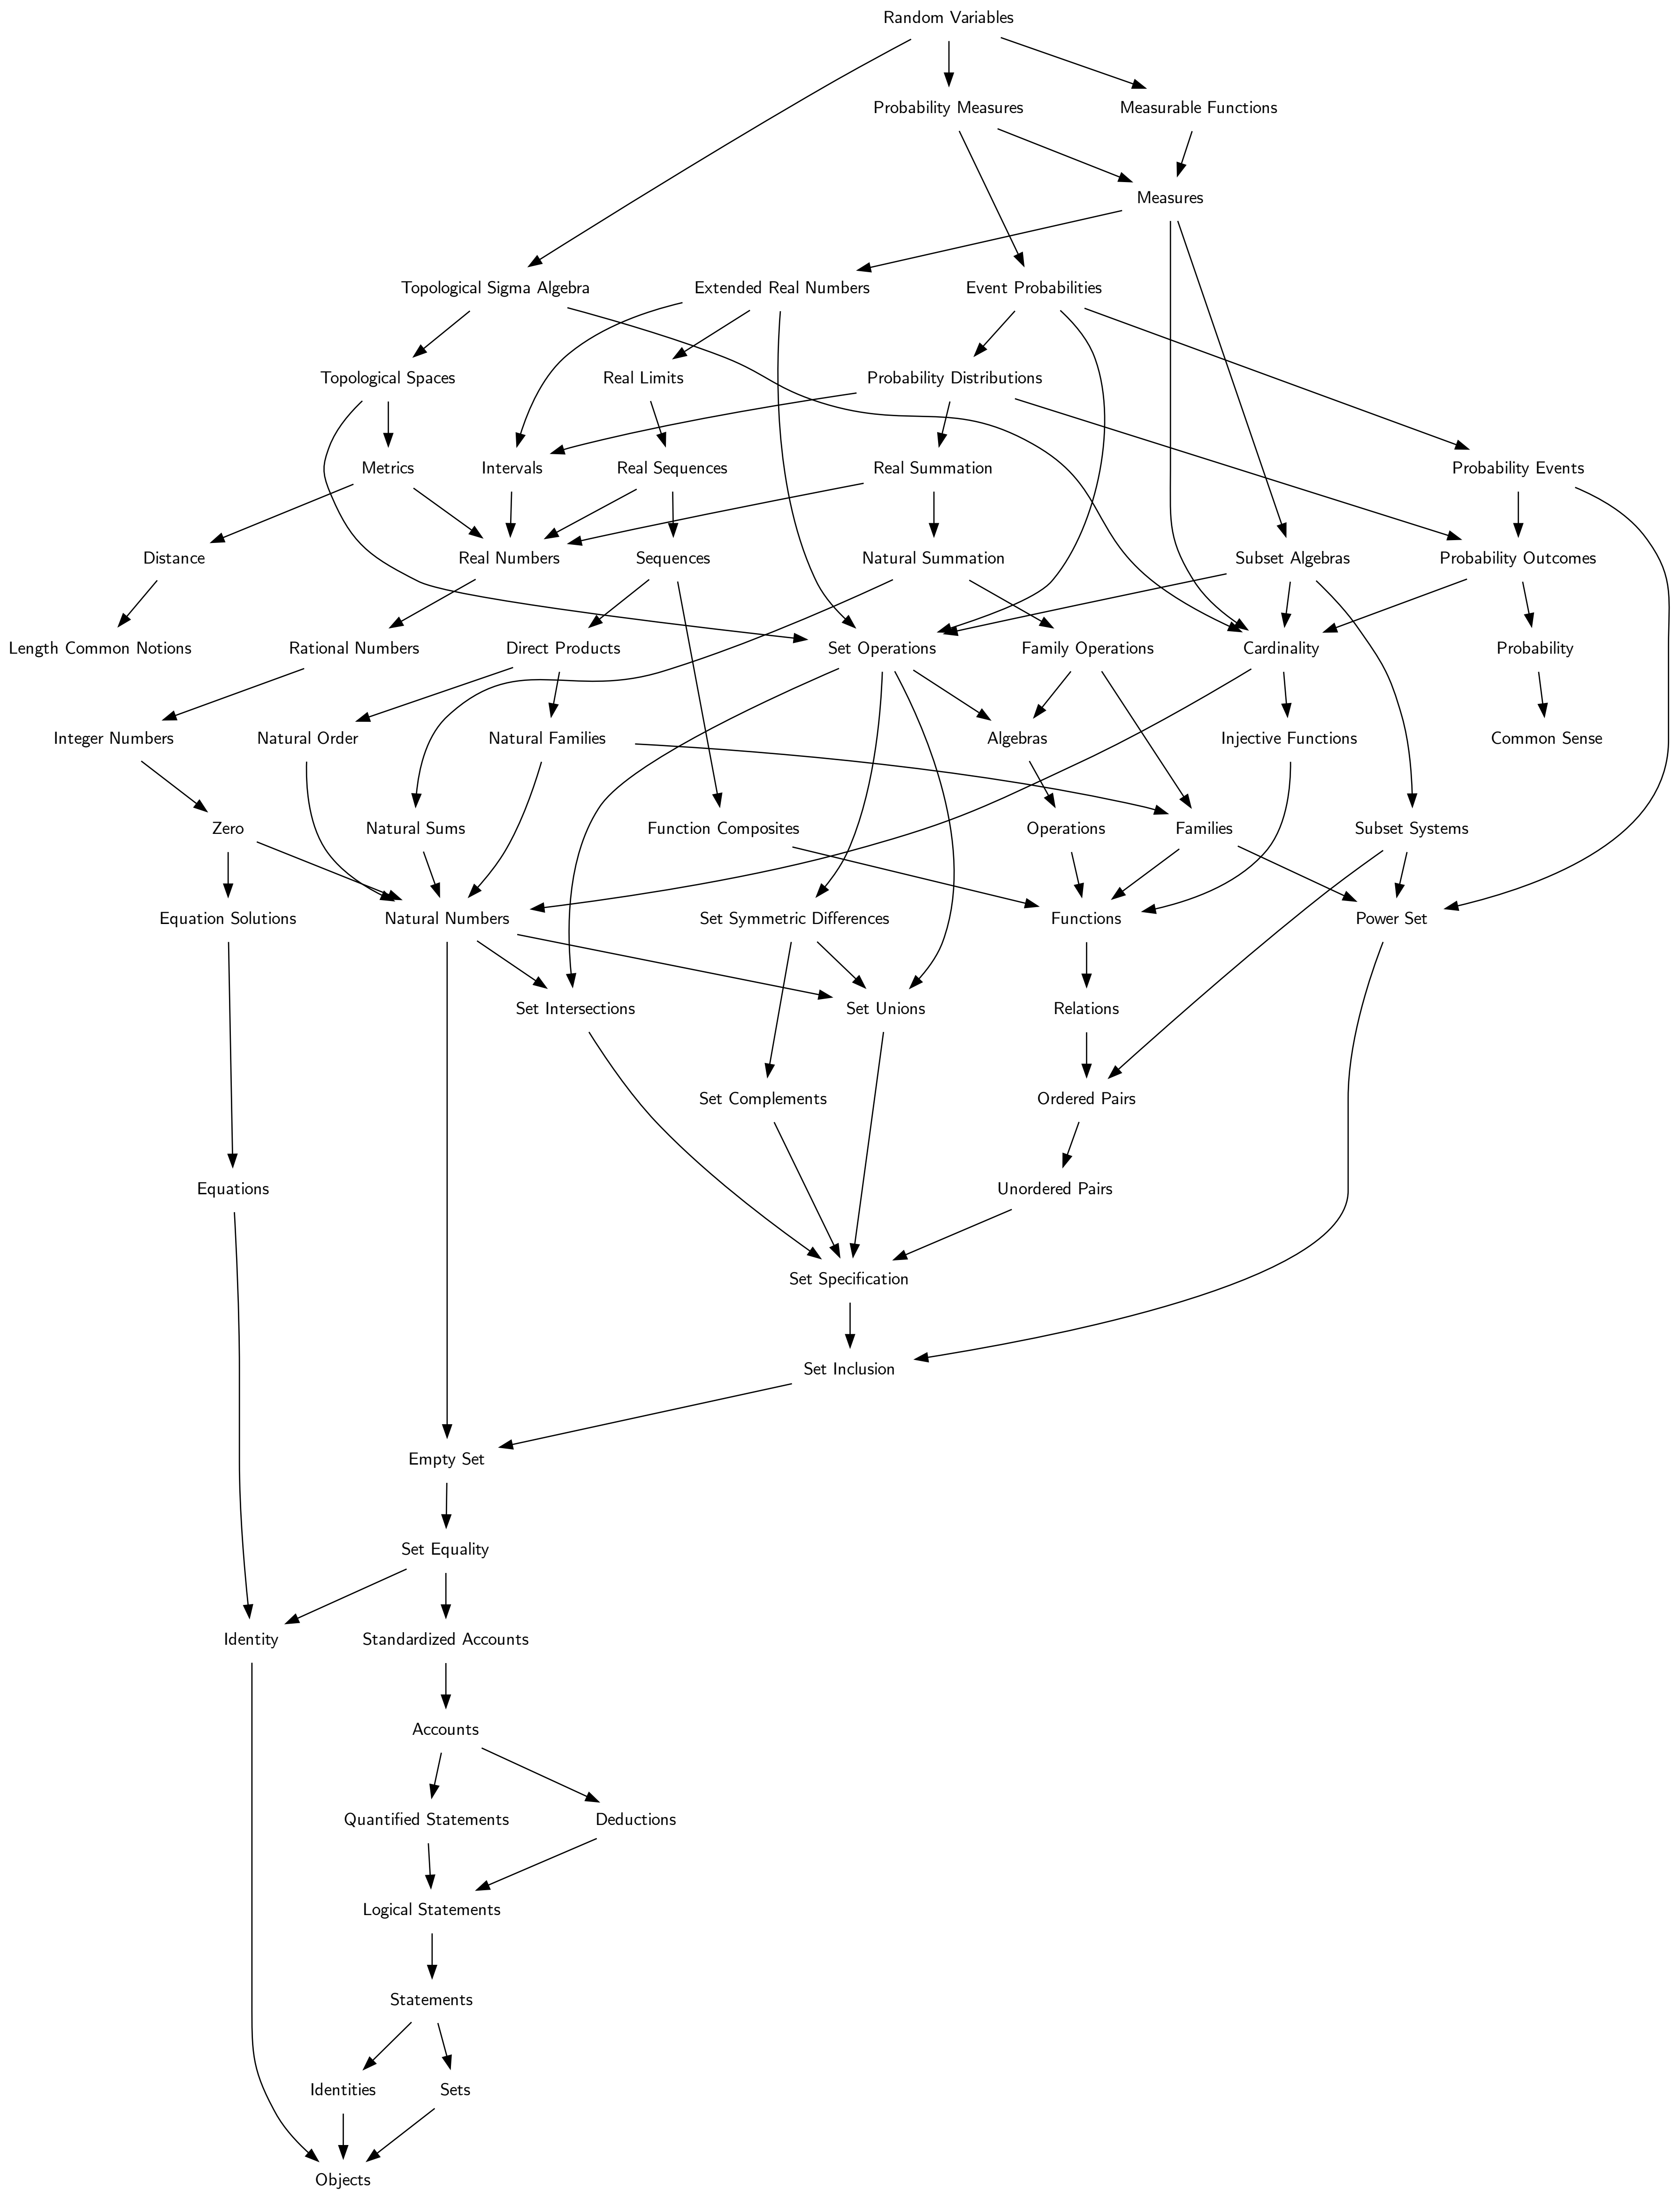 Random Variables
Probability Measures
Measurable Functions
Measures
Topological Sigma Algebra
Extended Real Numbers
Event Probabilities
Topological Spaces
Real Limits
Probability Distributions
Metrics
Intervals
Real Sequences
Real Summation
Probability Events
Distance
Real Numbers
Sequences
Natural Summation
Subset Algebras
Probability Outcomes
Length Common Notions
Rational Numbers
Direct Products
Set Operations
Family Operations
Cardinality
Probability
Integer Numbers
Natural Order
Natural Families
Algebras
Injective Functions
Common Sense
Zero
Natural Sums
Function Composites
Operations
Families
Subset Systems
Equation Solutions
Natural Numbers
Set Symmetric Differences
Functions
Power Set
Set Intersections
Set Unions
Relations
Set Complements
Ordered Pairs
Equations
Unordered Pairs
Set Specification
Set Inclusion
Empty Set
Set Equality
Identity
Standardized Accounts
Accounts
Quantified Statements
Deductions
Logical Statements
Statements
Identities
Sets
Objects